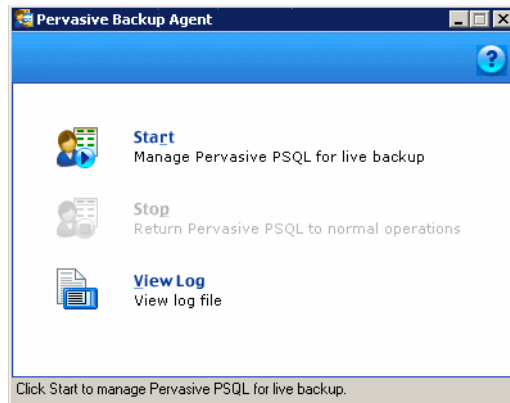 Pervasive Backup Agent
?
Start
Manage Pervasive PSQL for live backup
Stop
Return Pervasive PSQL to normal operations
View Log
View log file
Click Start to manage Pervasive PSQL for live backup.